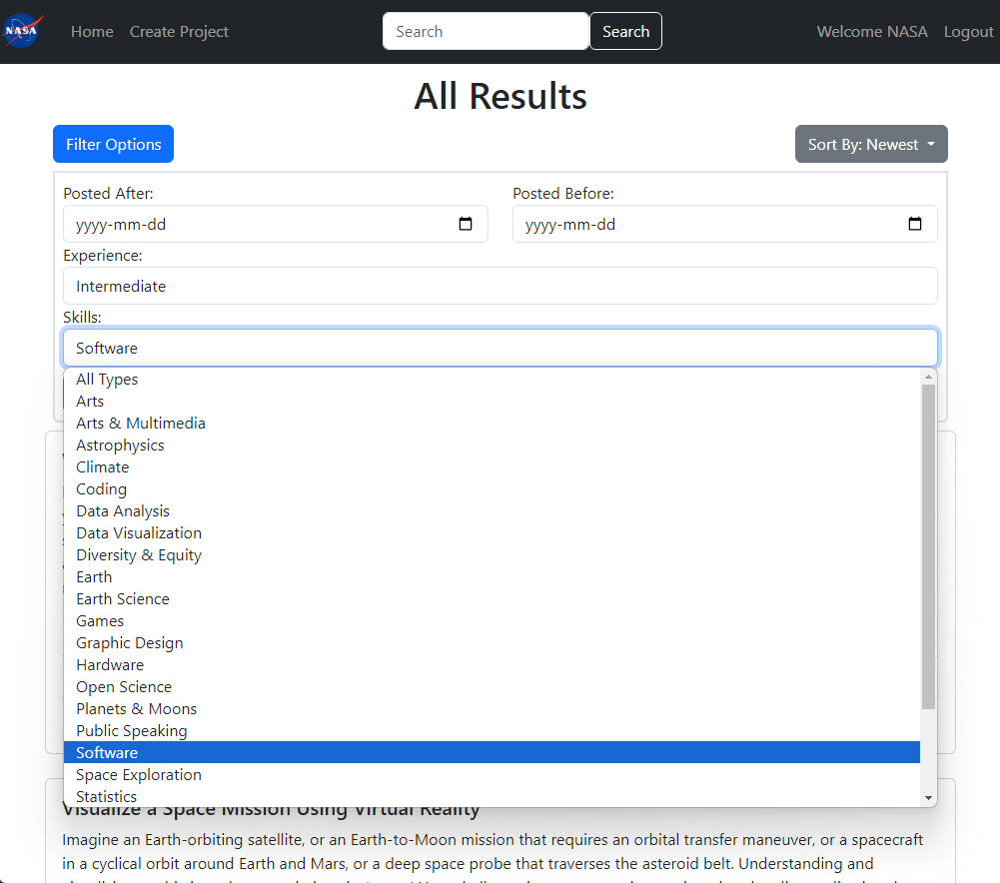 NASA Home Create Project Search Search Welcome NASA Logout
All Results
Filter Options Sort By: Newest
Posted After: Posted Before:
yyyy-mm-dd yyyy-mm-dd
Experience:
Intermediate
Skills:
Software
All Types
Arts
Arts & Multimedia
Astrophysics
Climate
Coding
Data Analysis
Data Visualization
Diversity & Equity
Earth
Earth Science
Games
Graphic Design
Hardware
Open Science
Planets & Moons
Public Speaking
Software
Space Exploration
Statistics
Visualize a Space Mission Using Virtual Reality
Imagine an Earth-orbiting satellite, or an Earth-to-Moon mission that requires an orbital transfer maneuver, or a spacecraft
in a cyclical orbit around Earth and Mars, or a deep space probe that traverses the asteroid belt. Understanding and